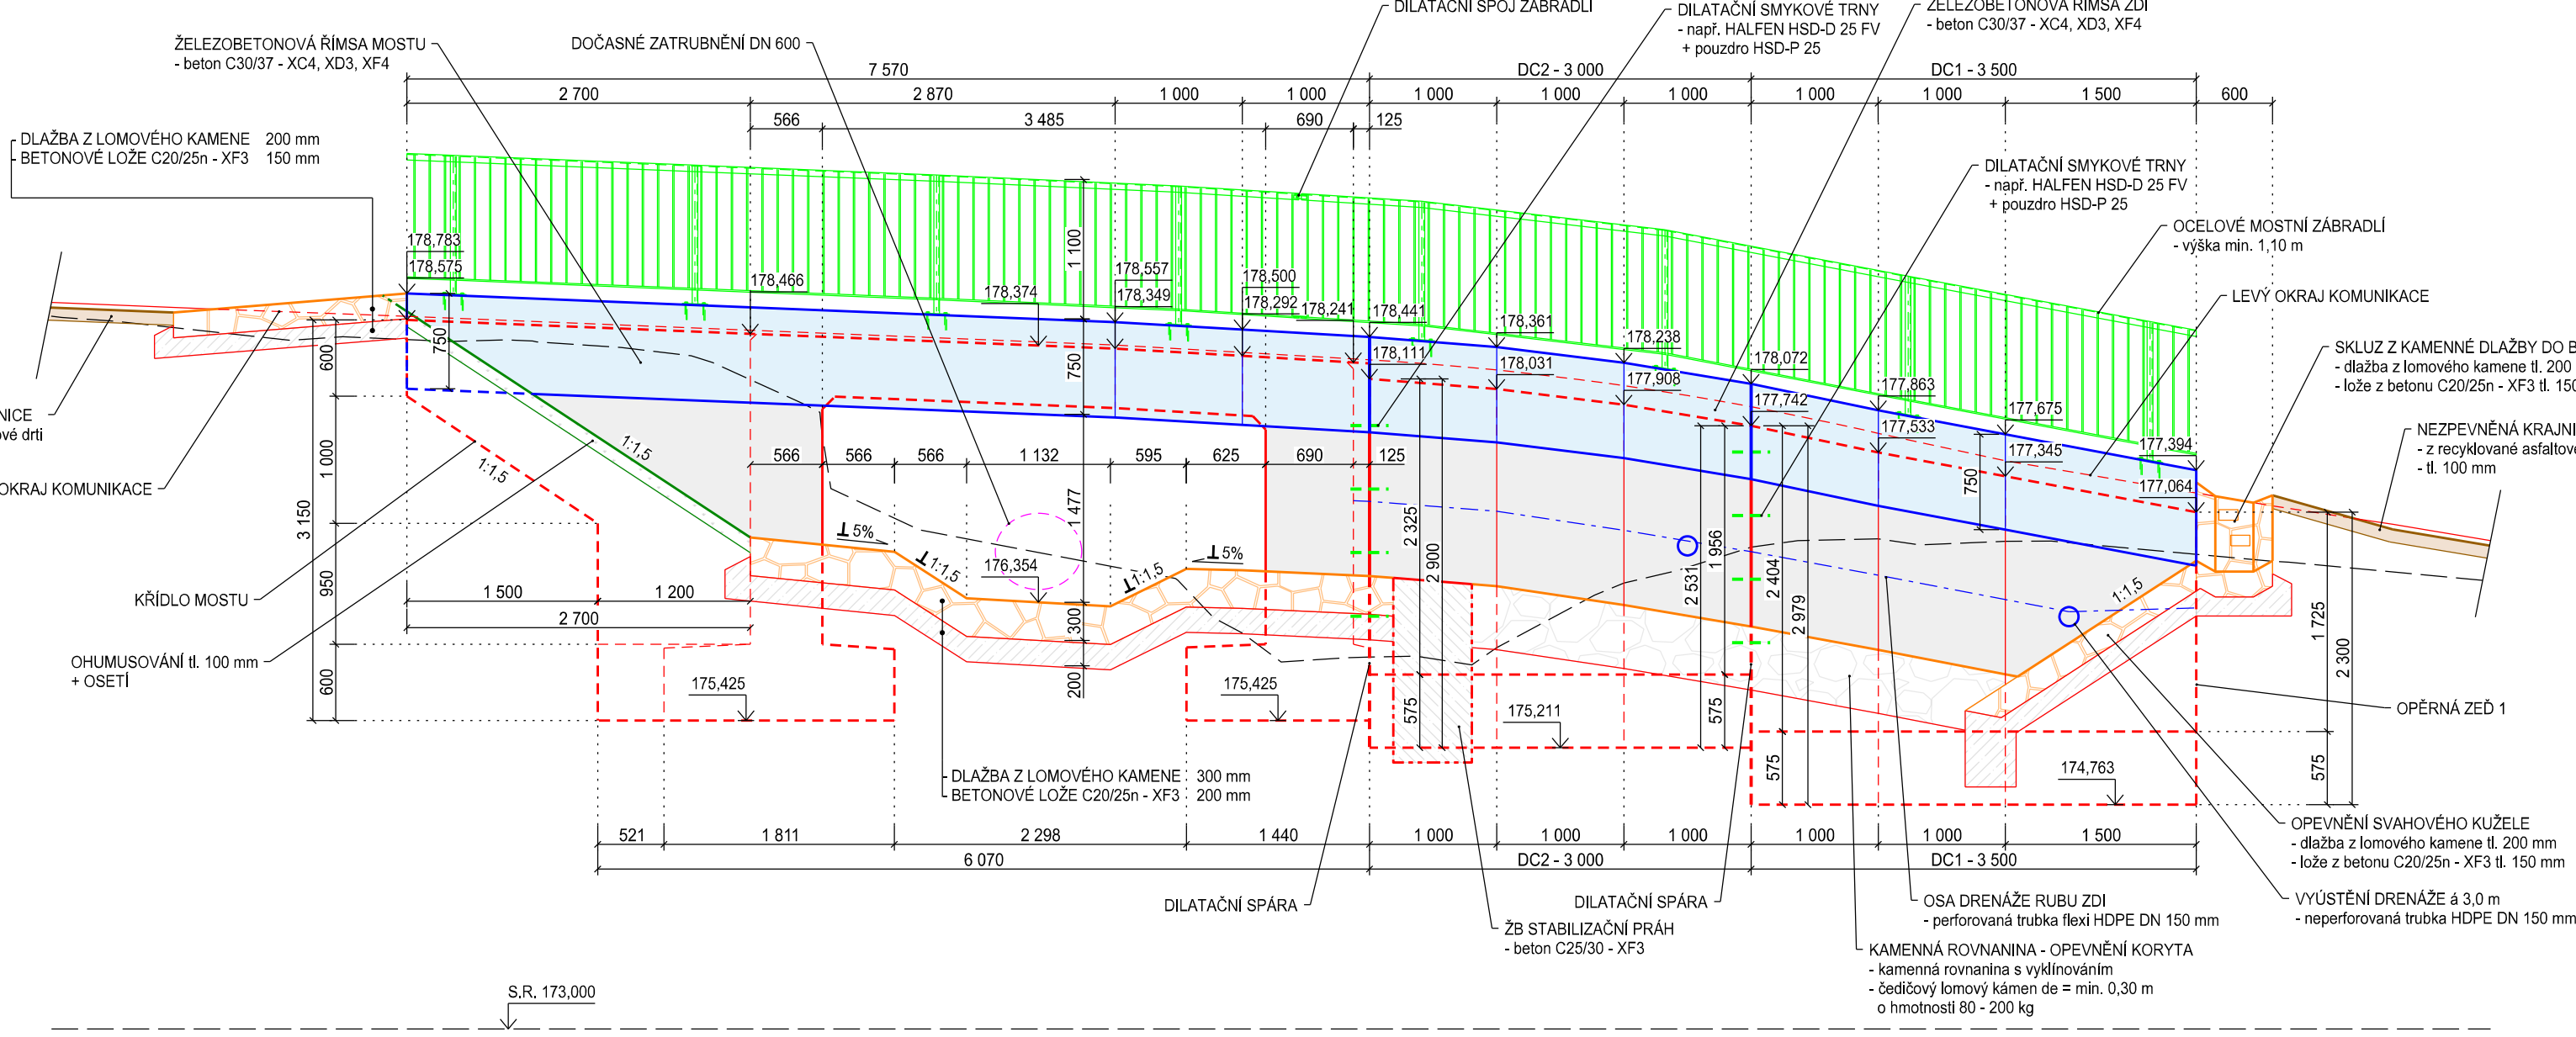 DILATAČNÍ SPOJ ZÁBRADLÍ
DILATAČNÍ SMYKOVÉ TRNY
- např. HALFEN HSD-D 25 FV
+ pouzdro HSD-P 25
ŽELEZOBETONOVÁ ŘÍMSA ZDI
- beton C30/37 - XC4, XD3, XF4
ŽELEZOBETONOVÁ ŘÍMSA MOSTU
- beton C30/37 - XC4, XD3, XF4
DOČASNÉ ZATRUBNĚNÍ DN 600
7 570
DC2 - 3 000
DC1 - 3 500
2 700
2 870
1 000
1 000
1 000
1 000
1 000
1 000
1 000
1 500
600
566
3 485
690
125
DLAŽBA Z LOMOVÉHO KAMENE 200 mm
BETONOVÉ LOŽE C20/25n - XF3 150 mm
DILATAČNÍ SMYKOVÉ TRNY
- např. HALFEN HSD-D 25 FV
+ pouzdro HSD-P 25
OCELOVÉ MOSTNÍ ZÁBRADLÍ
- výška min. 1,10 m
LEVÝ OKRAJ KOMUNIKACE
178,783
178,575
178,466
178,374
1 100
178,557
178,349
178,500
178,292
178,241
178,441
178,111
178,361
178,031
178,238
177,908
178,072
177,742
177,863
177,533
177,675
177,345
177,394
177,064
SKLUZ Z KAMENNÉ DLAŽBY DO B
- dlažba z lomového kamene tl. 200
- lože z betonu C20/25n - XF3 tl. 150
NEZPEVNĚNÁ KRAJNI
- z recyklované asfaltové
- tl. 100 mm
NICE
ové drti
OKRAJ KOMUNIKACE
600
750
750
750
1 000
3 150
950
600
1:1,5
1:1,5
566
566
566
1 132
595
625
690
125
5%
1:1,5
176,354
1:1,5
5%
1 477
300
200
2 325
2 900
2 531
1 956
2 404
2 979
575
575
575
1:1,5
1 725
2 300
575
KŘÍDLO MOSTU
1 500
1 200
2 700
OHUMUSOVÁNÍ tl. 100 mm
+ OSETÍ
175,425
175,425
175,211
174,763
OPĚRNÁ ZEĎ 1
DLAŽBA Z LOMOVÉHO KAMENE 300 mm
BETONOVÉ LOŽE C20/25n - XF3 200 mm
521
1 811
2 298
1 440
1 000
1 000
1 000
1 000
1 000
1 500
6 070
DC2 - 3 000
DC1 - 3 500
OPEVNĚNÍ SVAHOVÉHO KUŽELE
- dlažba z lomového kamene tl. 200 mm
- lože z betonu C20/25n - XF3 tl. 150 mm
VYÚSTĚNÍ DRENÁŽE á 3,0 m
- neperforovaná trubka HDPE DN 150 mm
DILATAČNÍ SPÁRA
DILATAČNÍ SPÁRA
OSA DRENÁŽE RUBU ZDI
- perforovaná trubka flexi HDPE DN 150 mm
ŽB STABILIZAČNÍ PRÁH
- beton C25/30 - XF3
KAMENNÁ ROVNANINA - OPEVNĚNÍ KORYTA
- kamenná rovnanina s vyklínováním
- čedičový lomový kámen de = min. 0,30 m
o hmotnosti 80 - 200 kg
S.R. 173,000